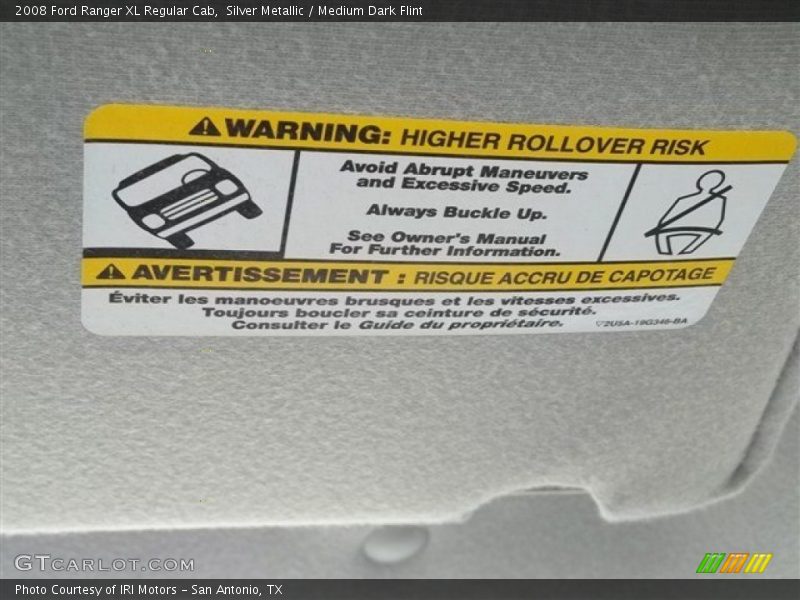 2008 Ford Ranger XL Regular Cab,  Silver Metallic / Medium Dark Flint
WARNING: HIGHER ROLLOVER RISK
Avoid Abrupt Maneuvers
and Excessive Speed.
Always Buckle Up.
See Owner's Manual
For Further Information.
AVERTISSEMENT : RISQUE ACCRU DE CAPOTAGE
Éviter les manoeuvres brusques et les vitesses excessives.
Toujours boucler sa ceinture de sécurité.
Consulter le Guide du propriétaire.
2U5A-19G346-BA
GTCARLOT.COM
Photo Courtesy of IRI Motors – San Antonio, TX